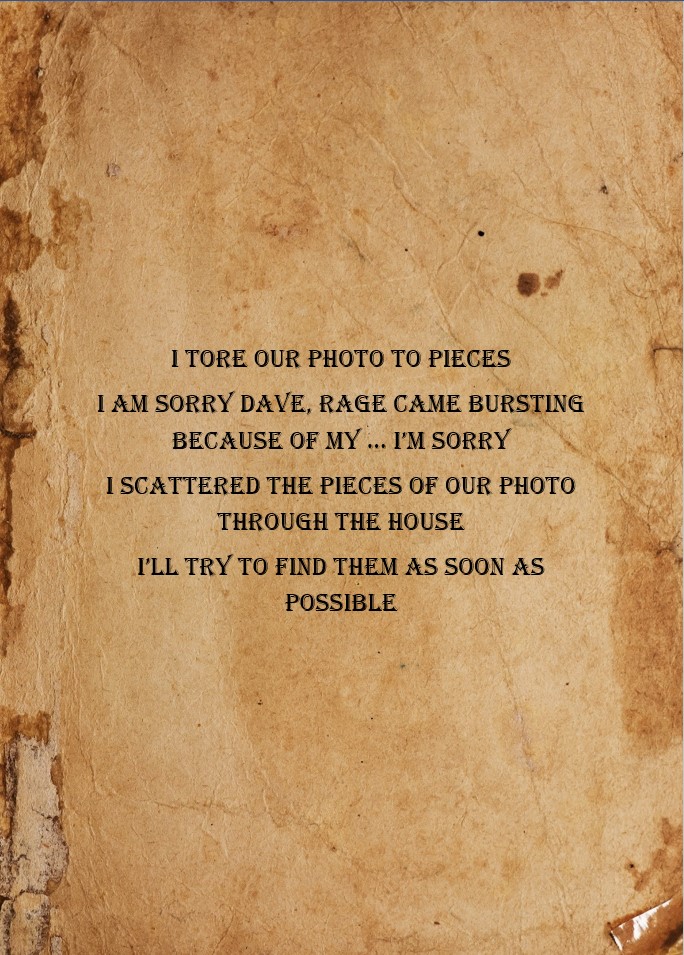 I TORE OUR PHOTO TO PIECES
I AM SORRY DAVE, RAGE CAME BURSTING
BECAUSE OF MY ... I'M SORRY
I SCATTERED THE PIECES OF OUR PHOTO
THROUGH THE HOUSE
I'LL TRY TO FIND THEM AS SOON AS
POSSIBLE